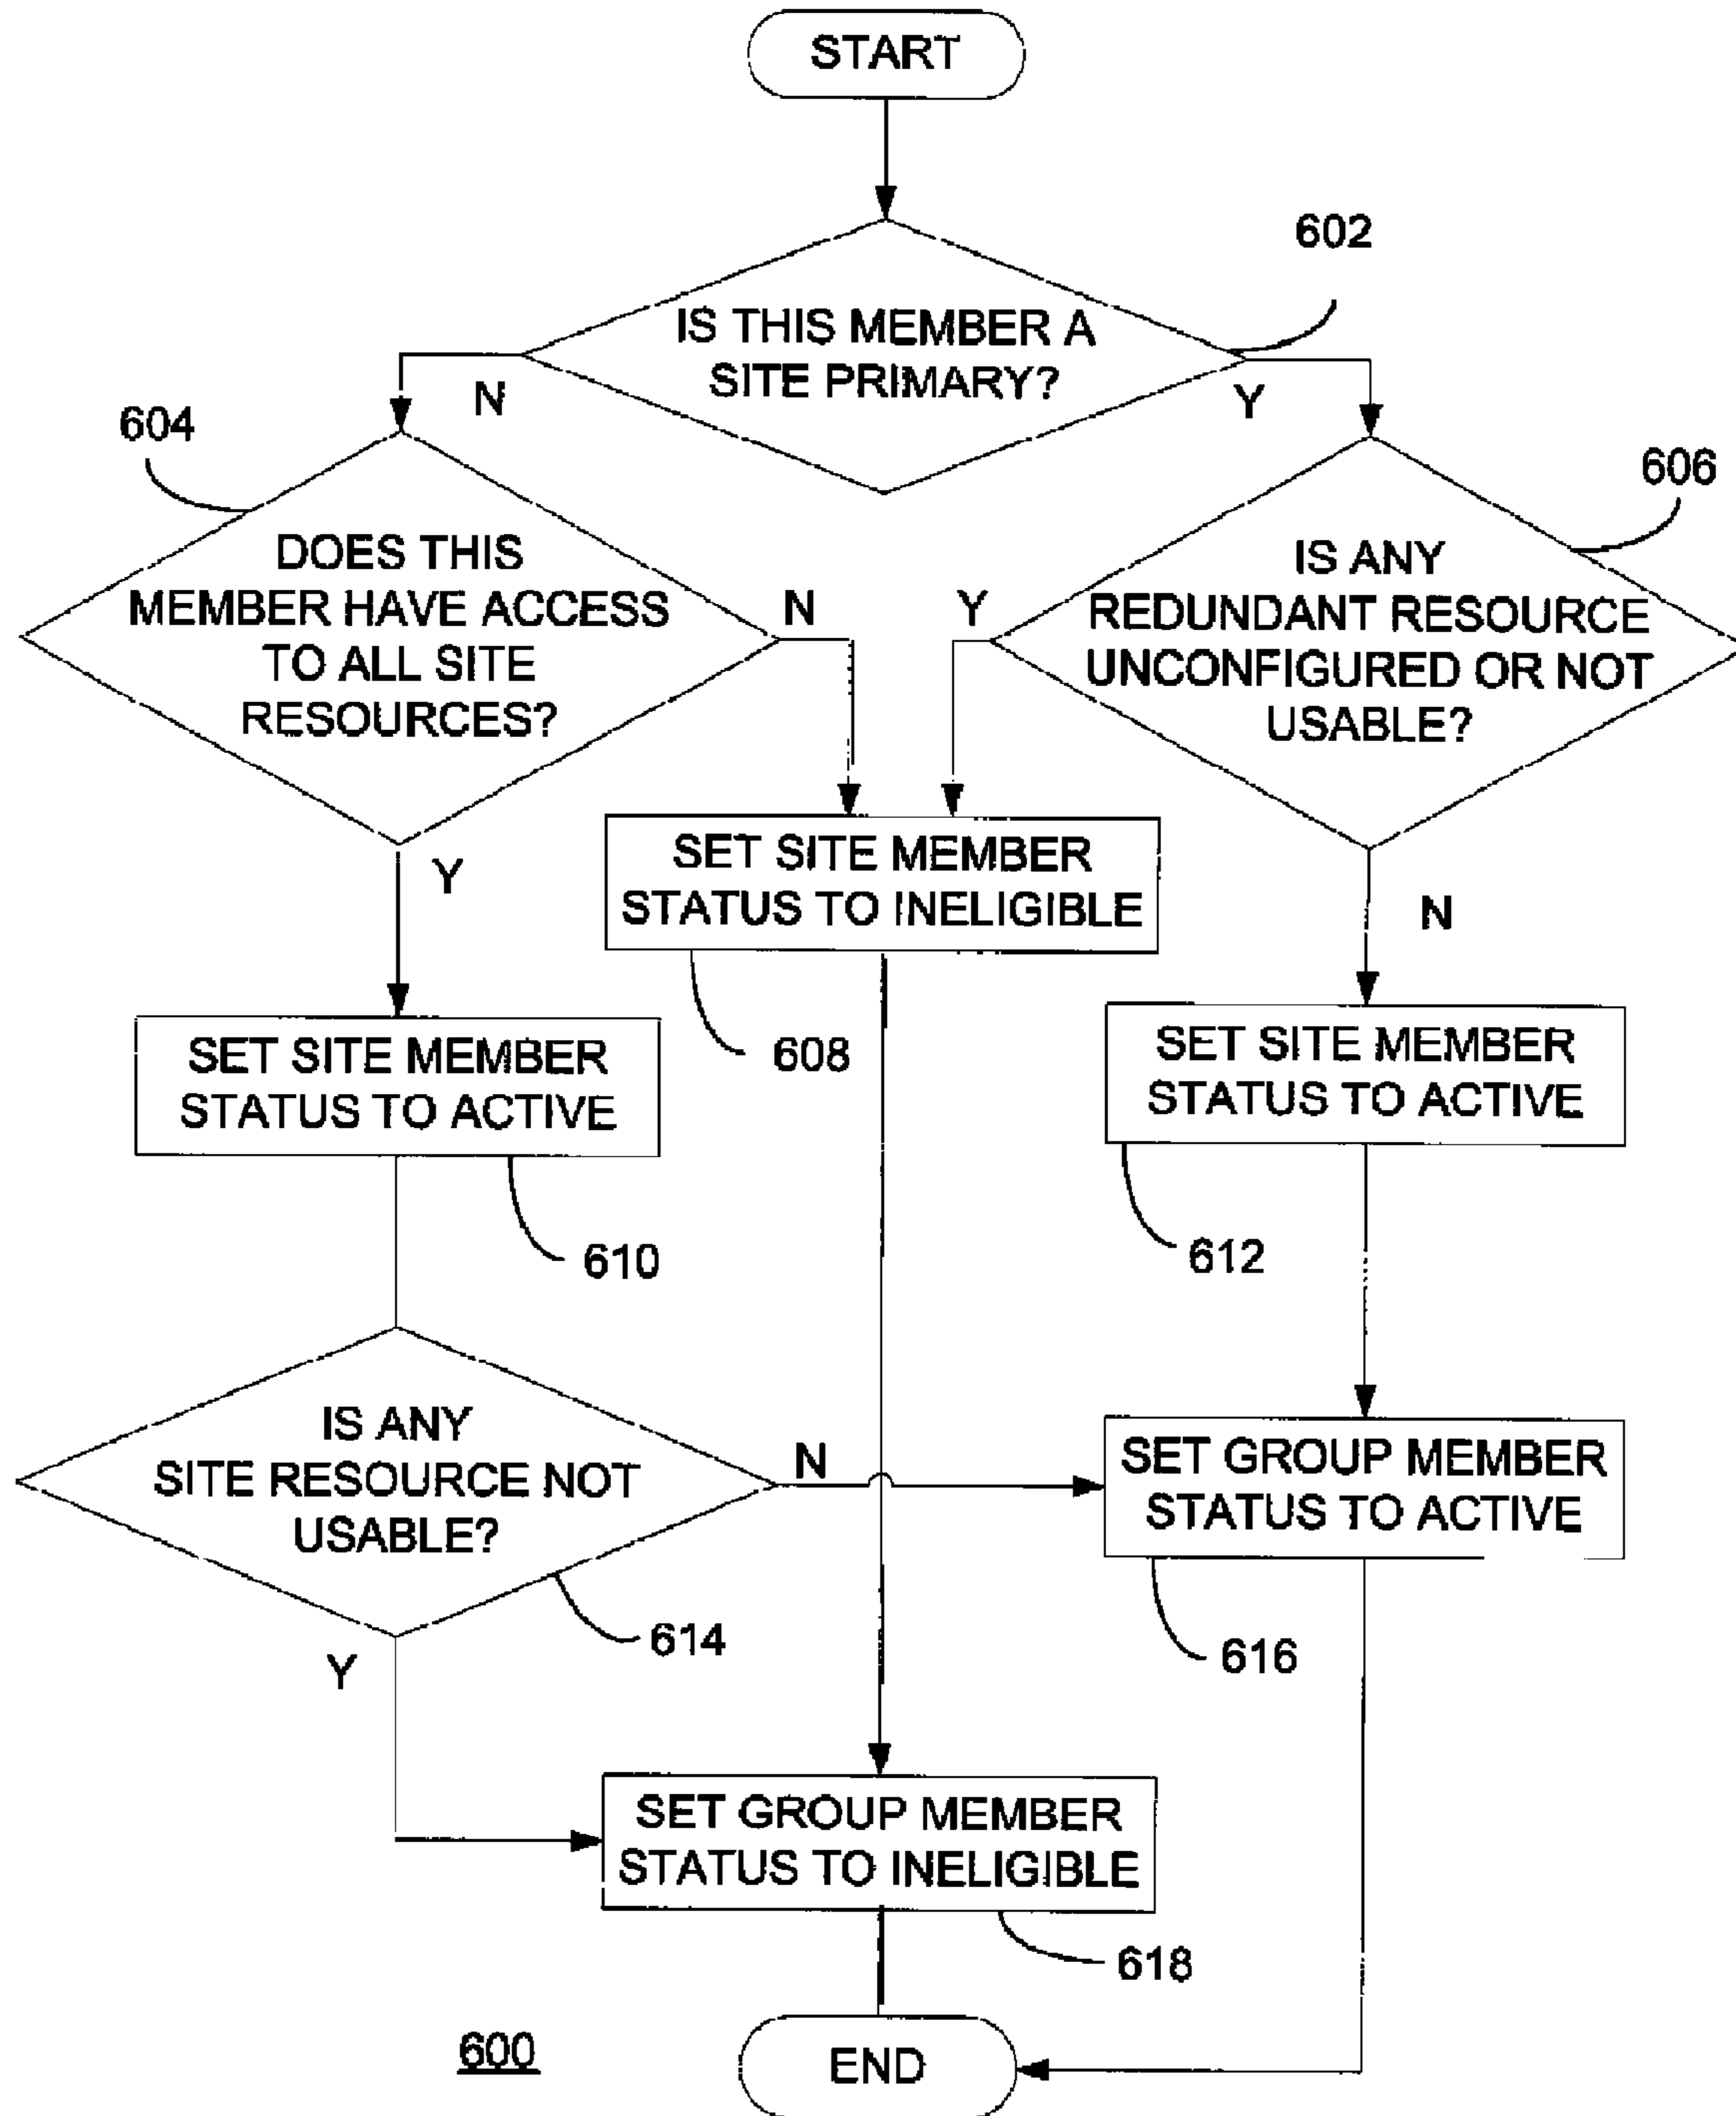 START
602
IS THIS MEMBER A
SITE PRIMARY?
N
Y
604
606
DOES THIS
MEMBER HAVE ACCESS
TO ALL SITE
RESOURCES?
N
Y
IS ANY
REDUNDANT RESOURCE
UNCONFIGURED OR NOT
USABLE?
Y
N
SET SITE MEMBER
STATUS TO INELIGIBLE
608
SET SITE MEMBER
STATUS TO ACTIVE
610
SET SITE MEMBER
STATUS TO ACTIVE
612
IS ANY
SITE RESOURCE NOT
USABLE?
N
Y
614
SET GROUP MEMBER
STATUS TO ACTIVE
616
SET GROUP MEMBER
STATUS TO INELIGIBLE
618
600
END